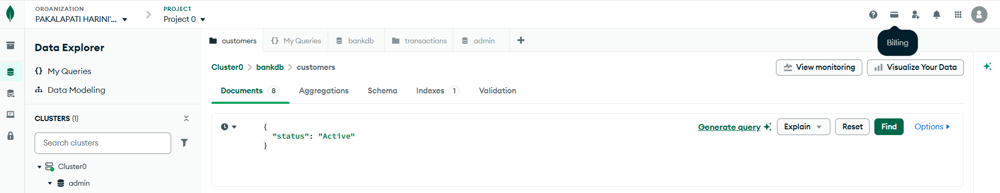 ORGANIZATION
PAKALAPATI HARINI'...
PROJECT
Project 0
Billing
Data Explorer
My Queries
Data Modeling
CLUSTERS (1)
Search clusters
Cluster0
admin
customers
{} My Queries
bankdb
transactions
admin
Cluster0 > bankdb > customers
View monitoring
Visualize Your Data
Documents 8
Aggregations
Schema
Indexes 1
Validation
{
"status": "Active"
}
Generate query
Explain
Reset
Find
Options